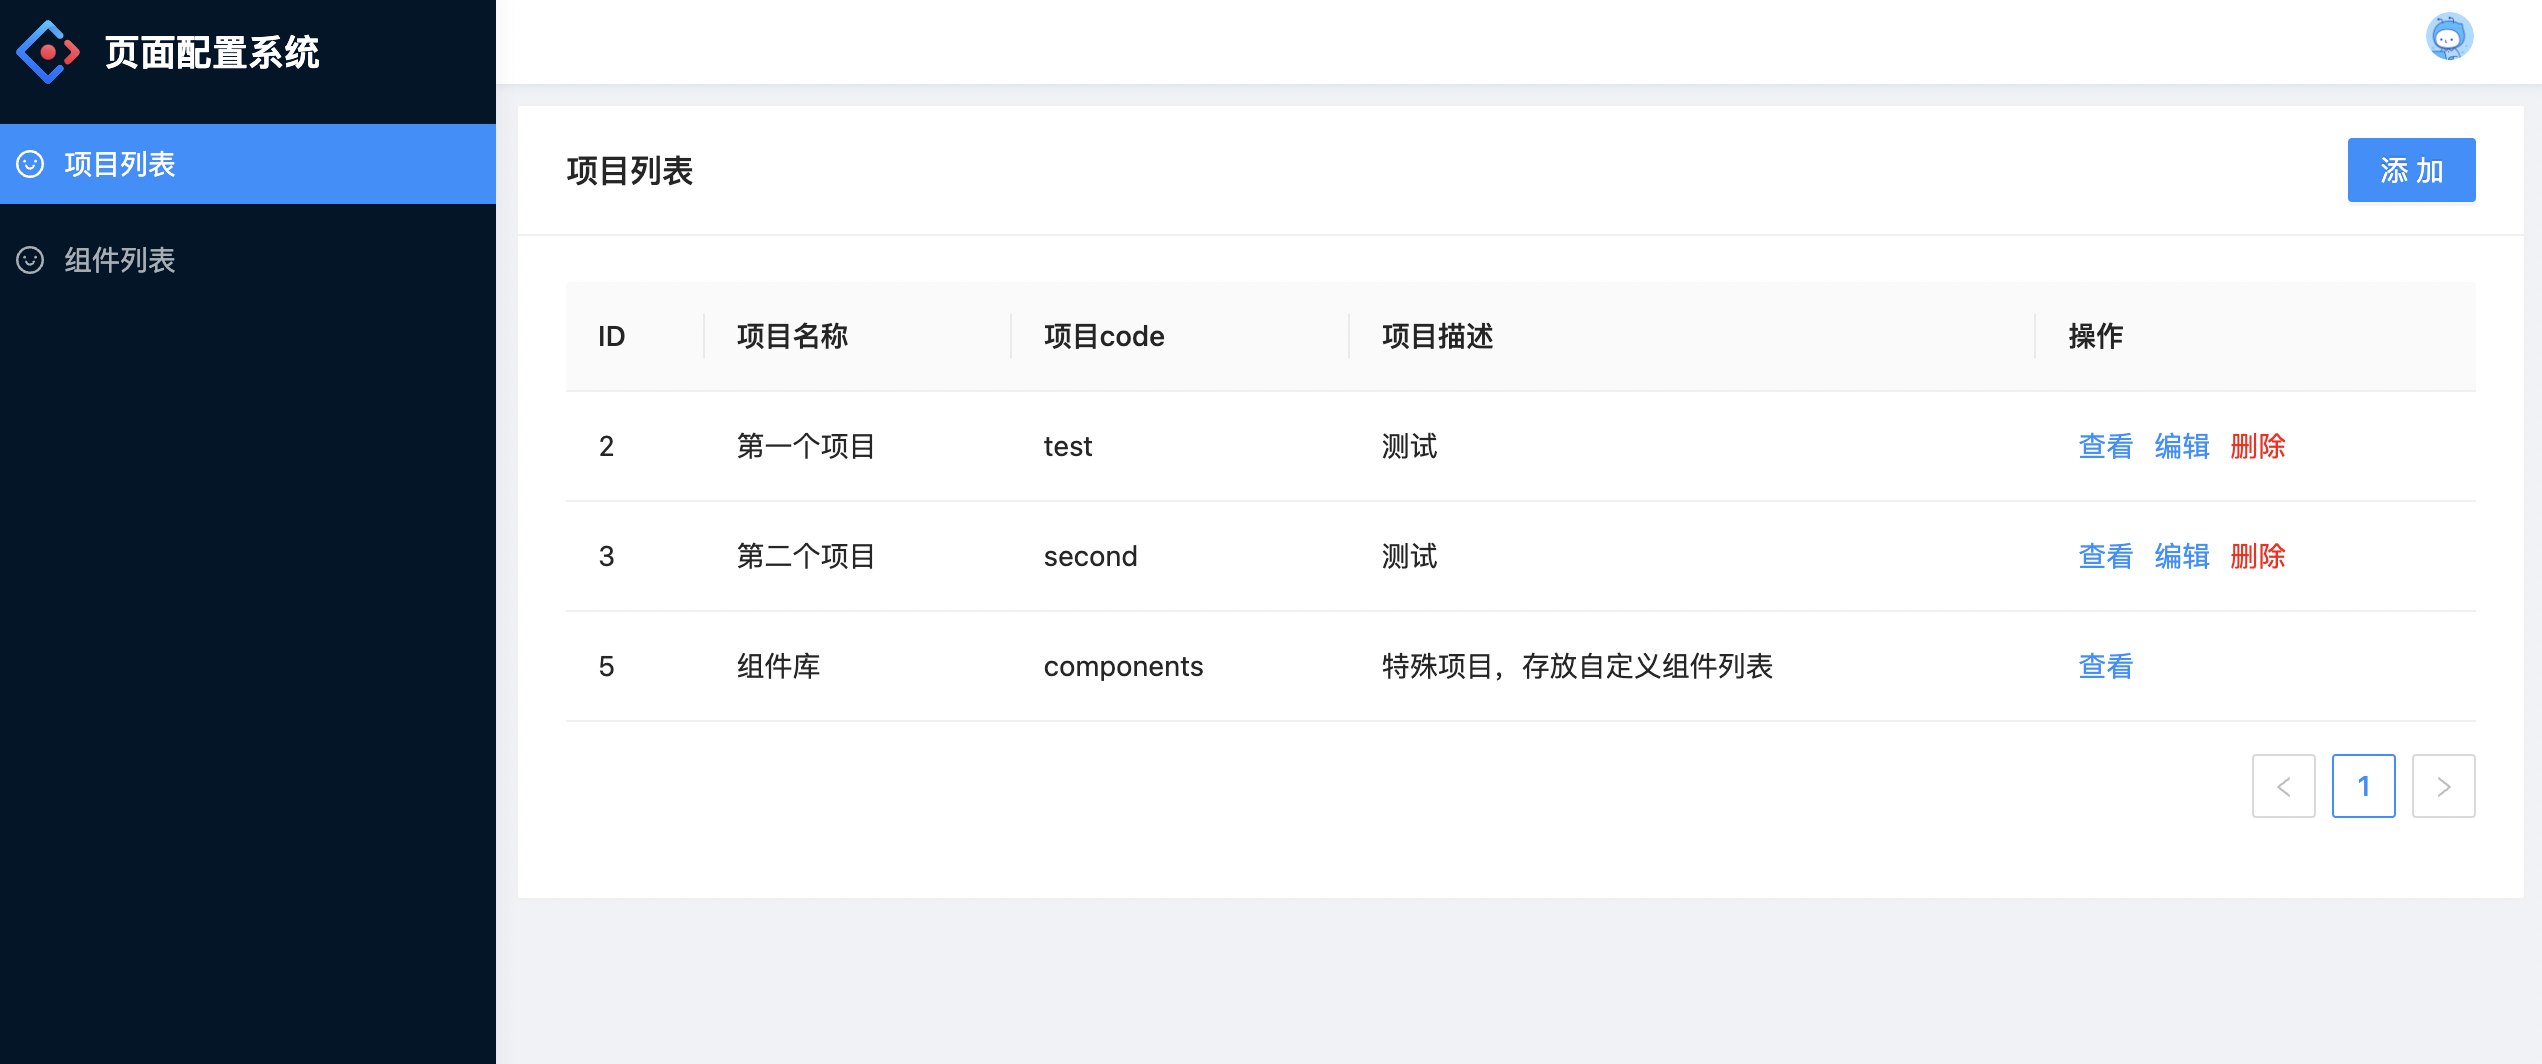 页面配置系统
项目列表
组件列表
项目列表
添 加
ID 项目名称 项目code 项目描述 操作
2 第一个项目 test 测试 查看 编辑 删除
3 第二个项目 second 测试 查看 编辑 删除
5 组件库 components 特殊项目，存放自定义组件列表 查看
< 1 >